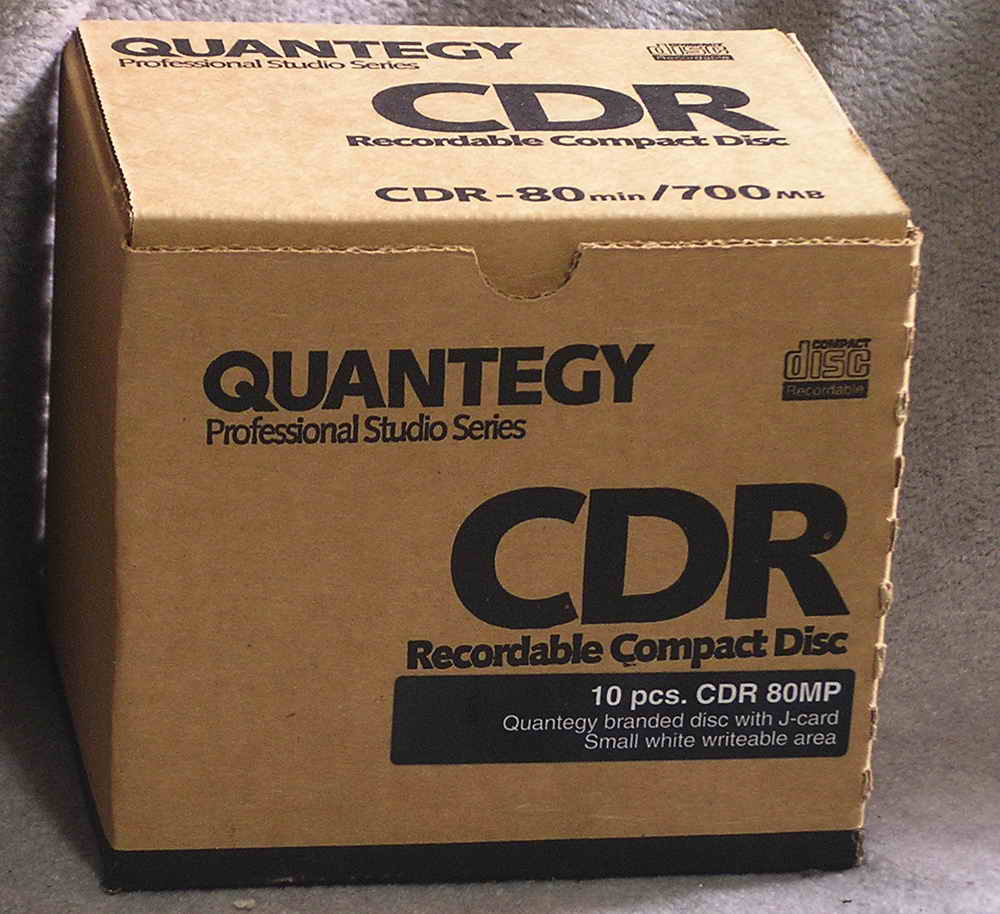 QUANTEGY
Professional Studio Series
disc
Recordable
CDR
Recordable Compact Disc
CDR-80min/700MB
QUANTEGY
Professional Studio Series
COMPACT
disc
Recordable
CDR
Recordable Compact Disc
10 pcs. CDR 80MP
Quantegy branded disc with J-card
Small white writeable area